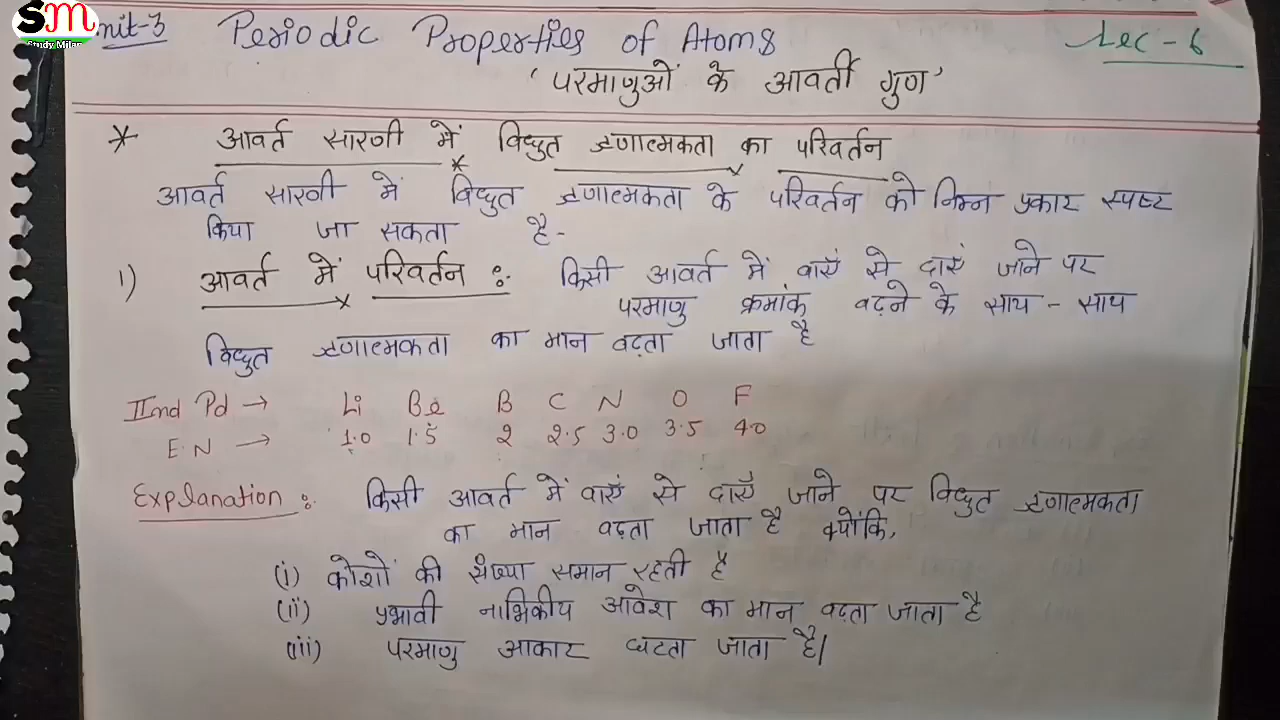 SM
Study Milan
Unit-3 Periodic Properties of Atoms Lec-6
'परमाणुओं के आवर्ती गुण'
* आवर्त सारणी में विद्युत ऋणात्मकता का परिवर्तन
आवर्त सारणी में विद्युत ऋणात्मकता के परिवर्तन को निम्न प्रकार स्पष्ट
किया जा सकता है-
1) आवर्त में परिवर्तन : किसी आवर्त में बाएं से दाएं जाने पर
परमाणु क्रमांक बढ़ने के साथ-साथ
विद्युत ऋणात्मकता का मान बढ़ता जाता है
IInd Pd → Li Be B C N O F
E.N → 1.0 1.5 2 2.5 3.0 3.5 4.0
Explanation : किसी आवर्त में बाएं से दाएँ जाने पर विद्युत ऋणात्मकता
का मान बढ़ता जाता है क्योंकि,
(i) कोशों की संख्या समान रहती है
(ii) प्रभावी नाभिकीय आवेश का मान बढ़ता जाता है
(iii) परमाणु आकार घटता जाता है।